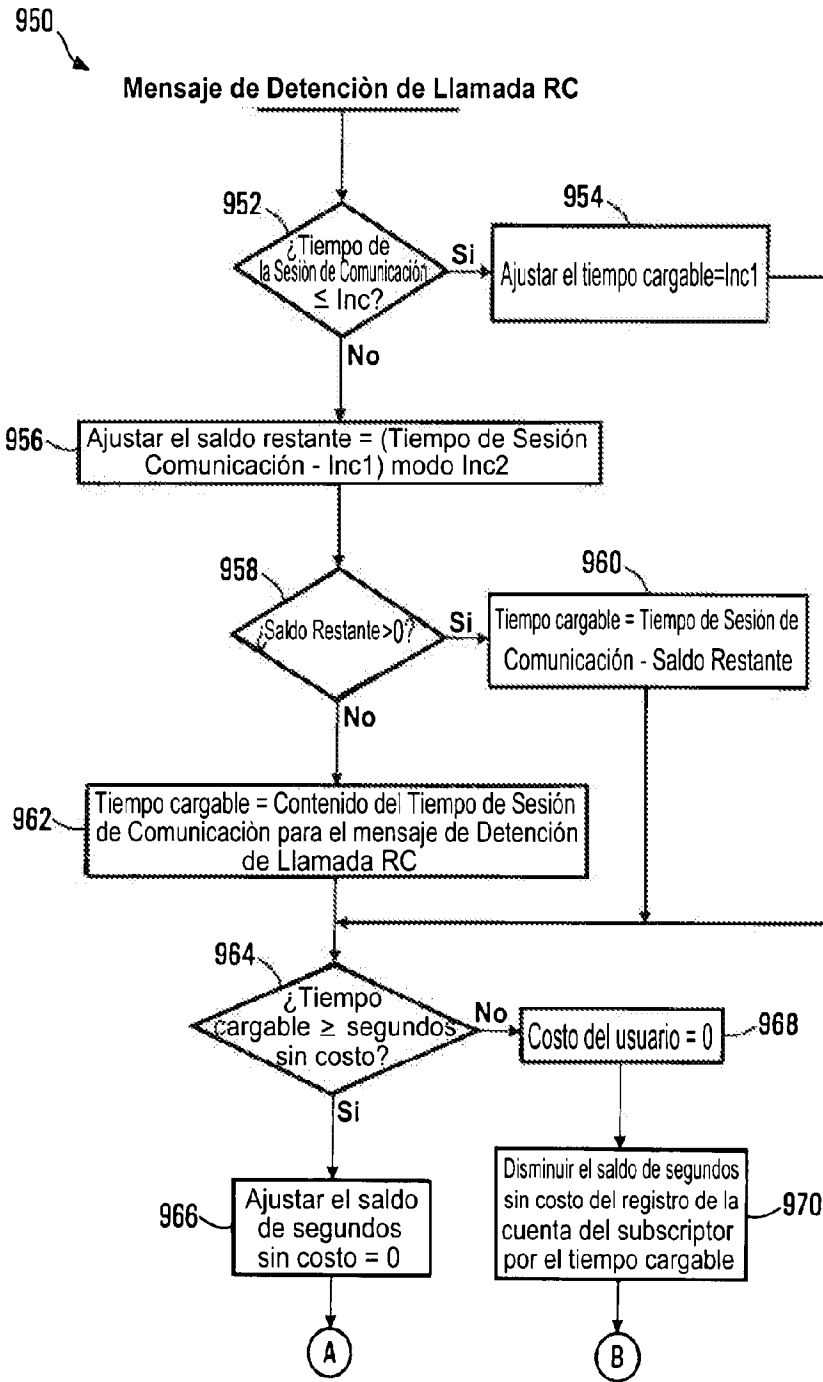 950
Mensaje de Detenciòn de Llamada RC
952
¿Tiempo de
la Sesión de Comunicación
≤ Inc?
Si
No
954
Ajustar el tiempo cargable=Inc1
956
Ajustar el saldo restante = (Tiempo de Sesión
Comunicación - Inc1) modo Inc2
958
¿Saldo Restante>0?
Si
No
960
Tiempo cargable = Tiempo de Sesión de
Comunicación - Saldo Restante
962
Tiempo cargable = Contenido del Tiempo de Sesión
de Comunicaciòn para el mensaje de Detención
de Llamada RC
964
¿Tiempo
cargable ≥ segundos
sin costo?
No
Si
Costo del usuario = 0
968
966
Ajustar el saldo
de segundos
sin costo = 0
Disminuir el saldo de segundos
sin costo del registro de la
cuenta del subscriptor
por el tiempo cargable
970
A
B